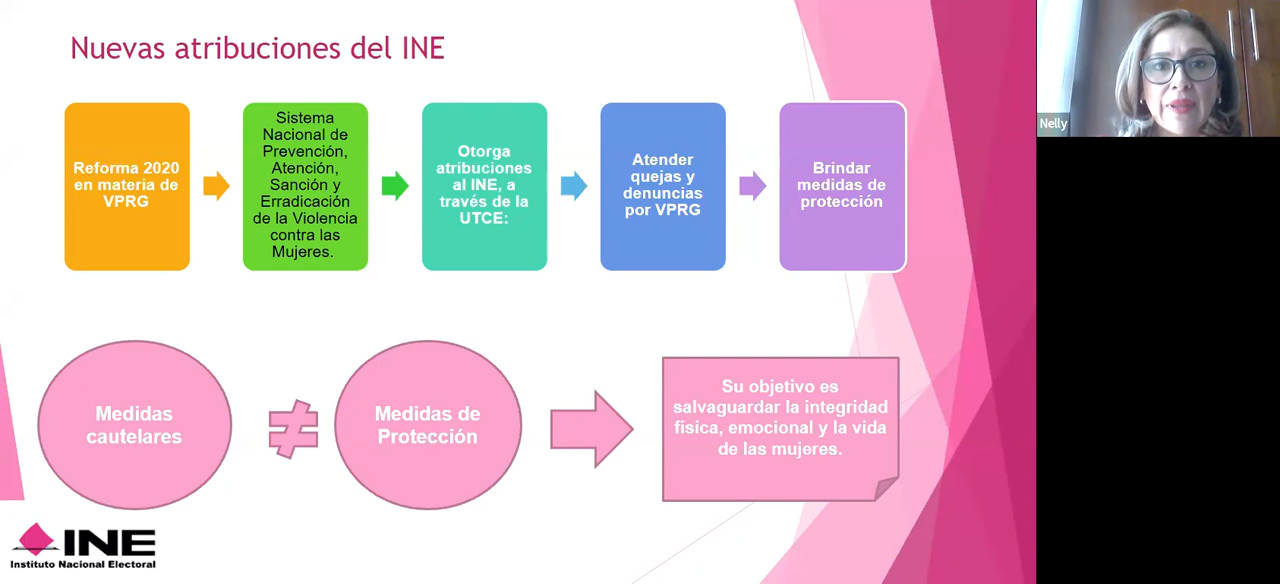 Nuevas atribuciones del INE
Reforma 2020
en materia de
VPRG
Sistema
Nacional de
Prevención,
Atención,
Sanción y
Erradicación
de la Violencia
contra las
Mujeres.
Otorga
atribuciones
al INE, a
través de la
UTCE:
Atender
quejas y
denuncias
por VPRG
Brindar
medidas de
protección
Nelly
Medidas
cautelares
≠
Medidas de
Protección
Su objetivo es
salvaguardar la integridad
física, emocional y la vida
de las mujeres.
INE
Instituto Nacional Electoral